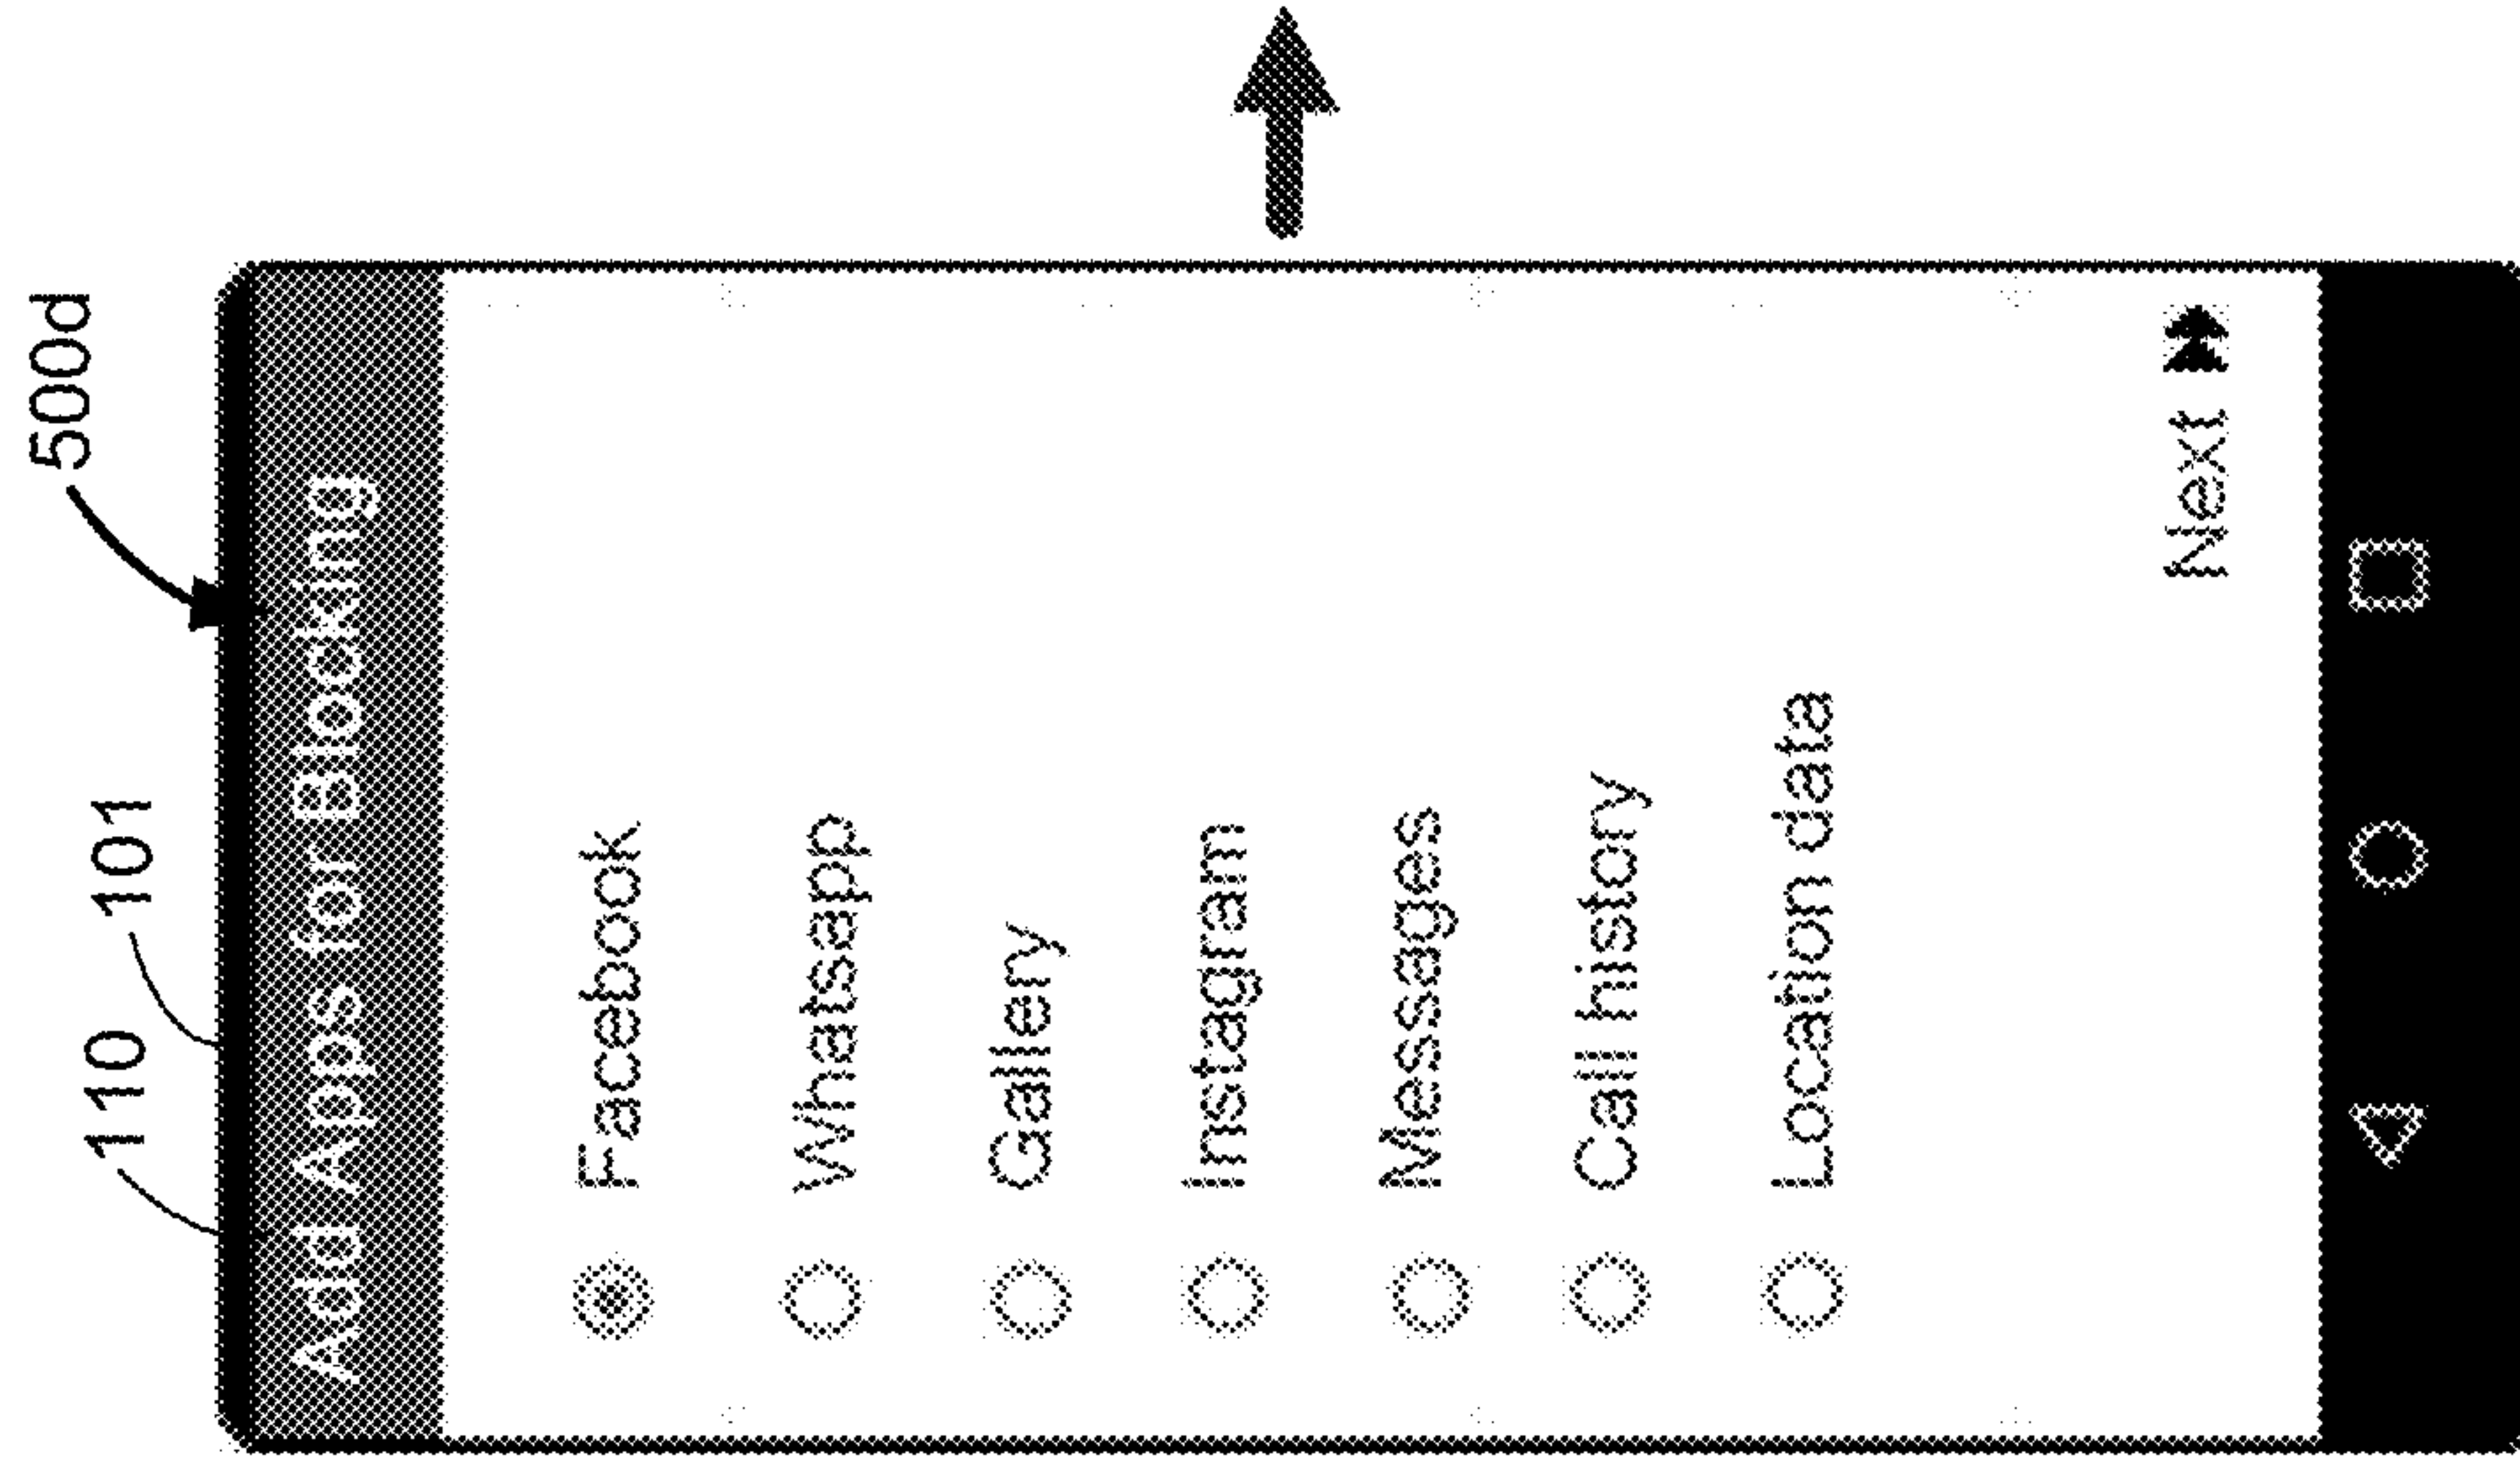 500d
110 101
Add Apps for Blocking
Facebook
Whatsapp
Gallery
Instagram
Messages
Call history
Location data
Next